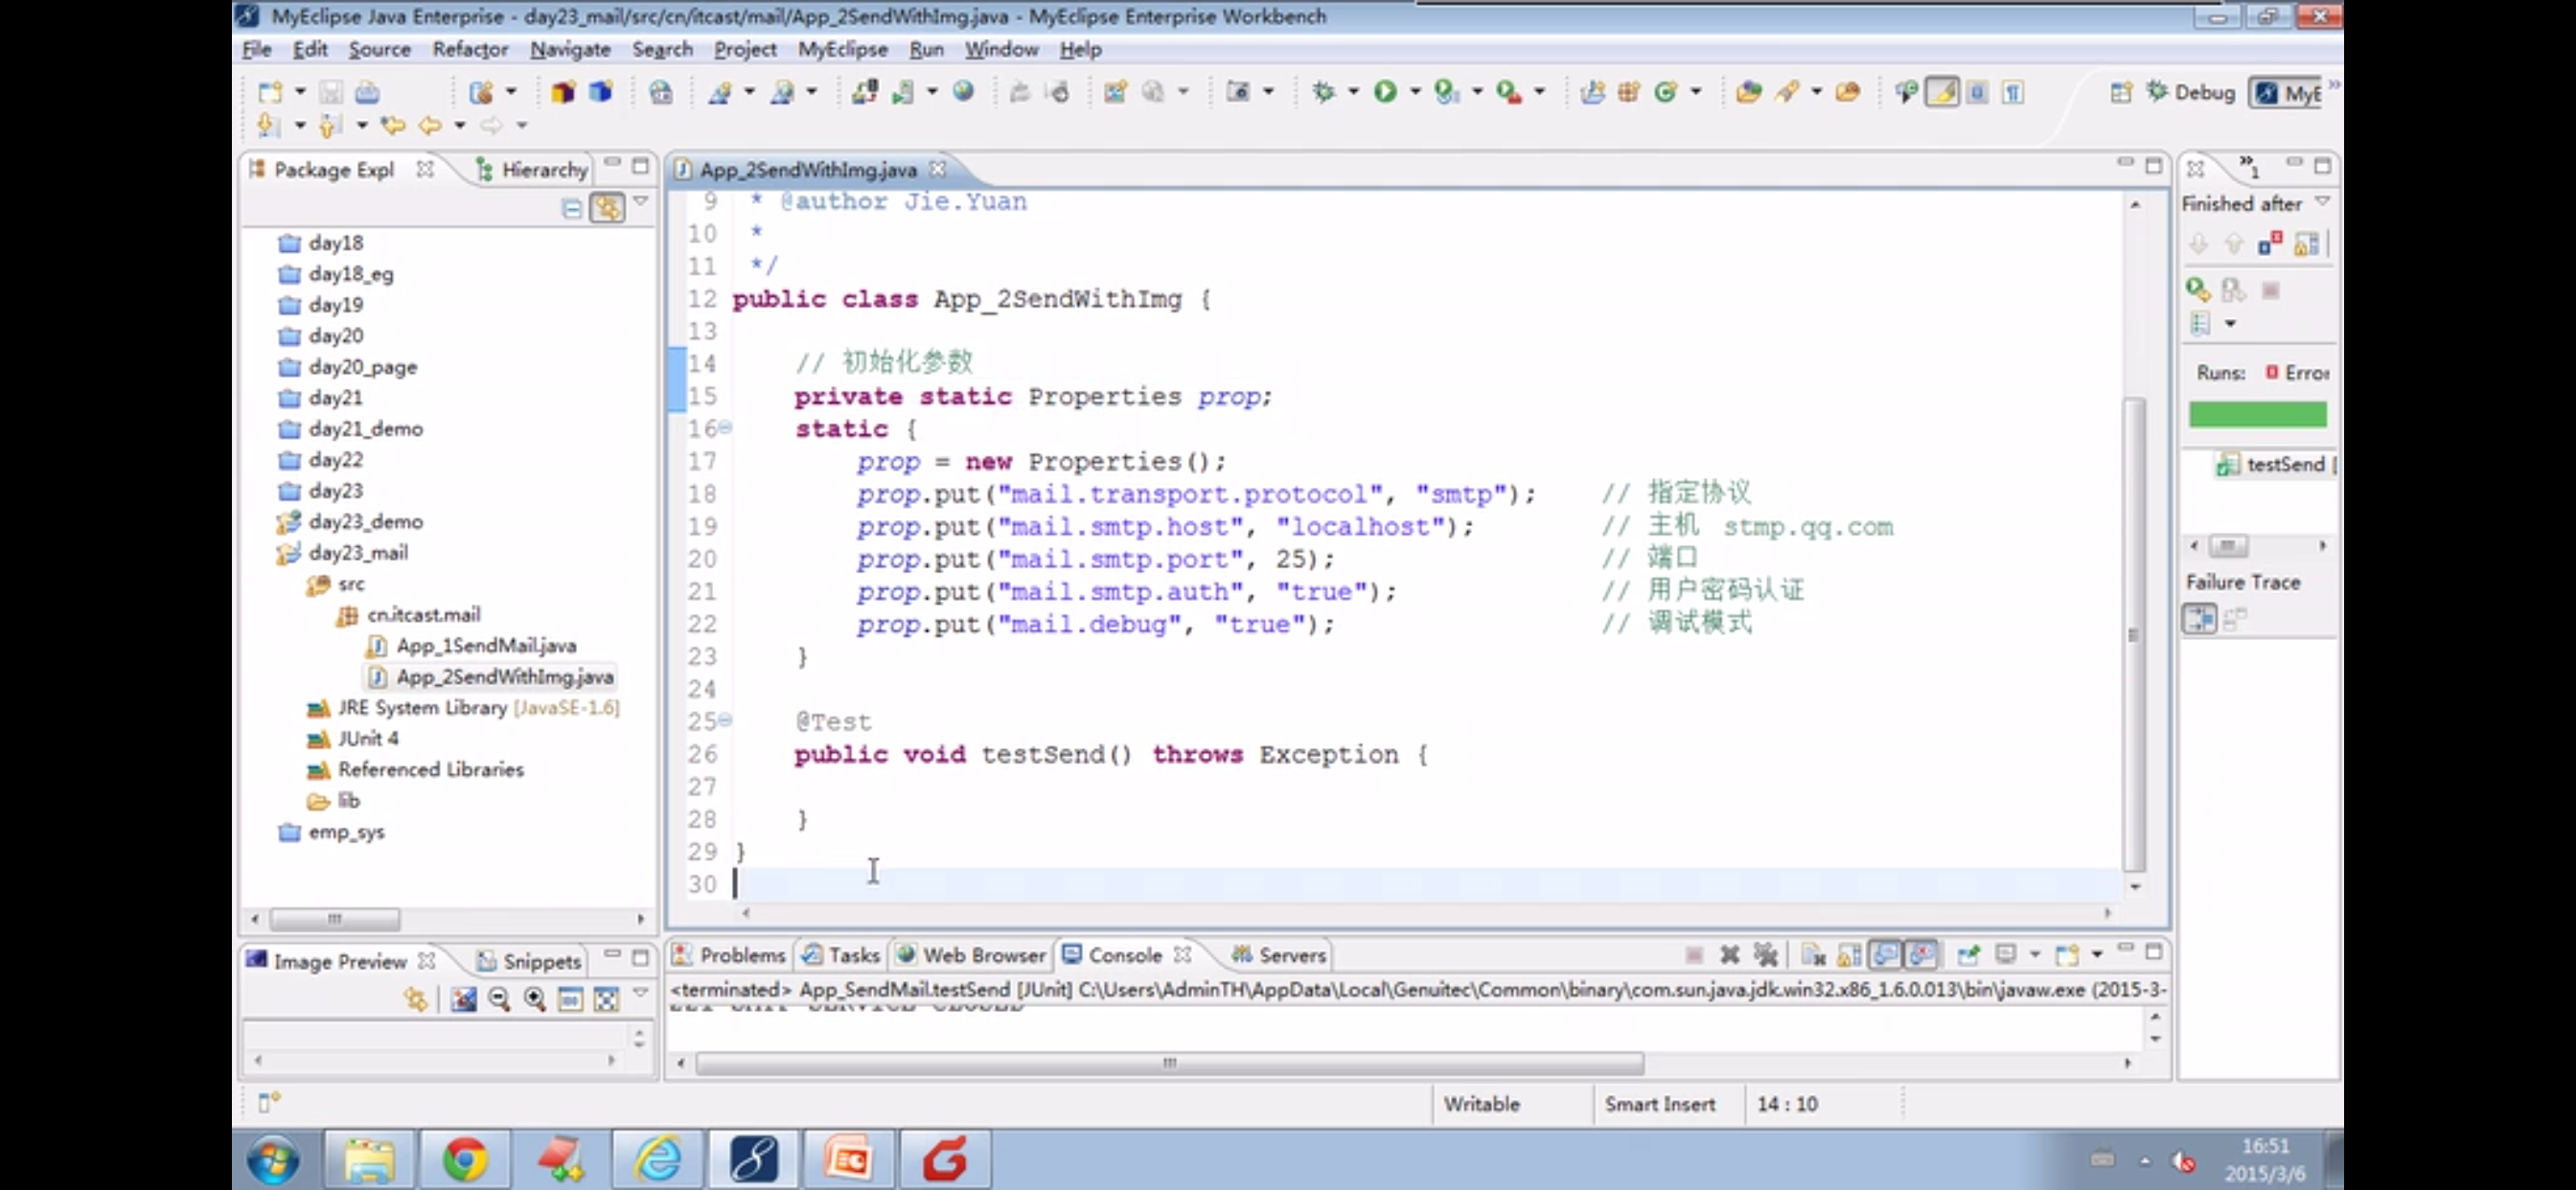 MyEclipse Java Enterprise - day23_mail/src/cn/itcast/mail/App_2SendWithImg.java - MyEclipse Enterprise Workbench
File Edit Source Refactor Navigate Search Project MyEclipse Run Window Help
Debug
Package Expl
Hierarchy
day18
day18_eg
day19
day20
day20_page
day21
day21_demo
day22
day23
day23_demo
day23_mail
src
cn.itcast.mail
App_1SendMail.java
App_2SendWithImg.java
JRE System Library [JavaSE-1.6]
JUnit 4
Referenced Libraries
lib
emp_sys
App_2SendWithImg.java
9 * @author Jie.Yuan
10 *
11 */
12 public class App_2SendWithImg {
13
14 // 初始化参数
15 private static Properties prop;
16 static {
17 prop = new Properties();
18 prop.put("mail.transport.protocol", "smtp"); // 指定协议
19 prop.put("mail.smtp.host", "localhost"); // 主机 stmp.qq.com
20 prop.put("mail.smtp.port", 25); // 端口
21 prop.put("mail.smtp.auth", "true"); // 用户密码认证
22 prop.put("mail.debug", "true"); // 调试模式
23 }
24
25 @Test
26 public void testSend() throws Exception {
27
28 }
29 }
30
Finished after
Runs: Error
testSend [
Failure Trace
Image Preview
Snippets
Problems Tasks Web Browser Console Servers
<terminated> App_SendMail.testSend [JUnit] C:\Users\AdminTH\AppData\Local\Genuitec\Common\binary\com.sun.java.jdk.win32.x86_1.6.0.013\bin\javaw.exe (2015-3-
Writable Smart Insert 14 : 10
16:51
2015/3/6